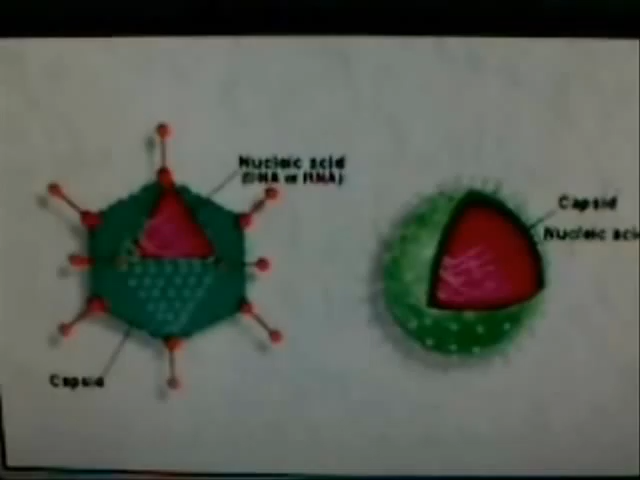 Nucleic acid
(DNA or RNA)
Capsid
Nucleic aci
Capsid